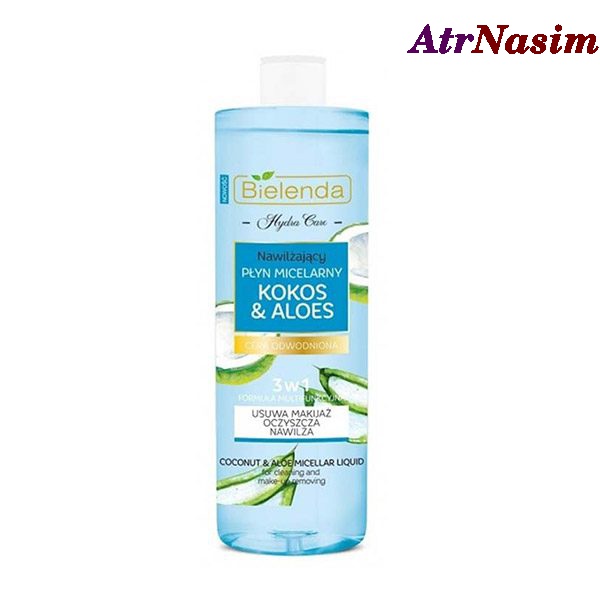 AtrNasim
NOWOŚĆ
Bielenda
Hydra Care
Nawilżający
PŁYN MICELARNY
KOKOS
& ALOES
CERA ODWODNIONA
3 w 1
FORMUŁA MULTIFUNKCYJNA
USUWA MAKIJAŻ
OCZYSZCZA
NAWILŻA
COCONUT & ALOE MICELLAR LIQUID
for cleaning and
make-up removing